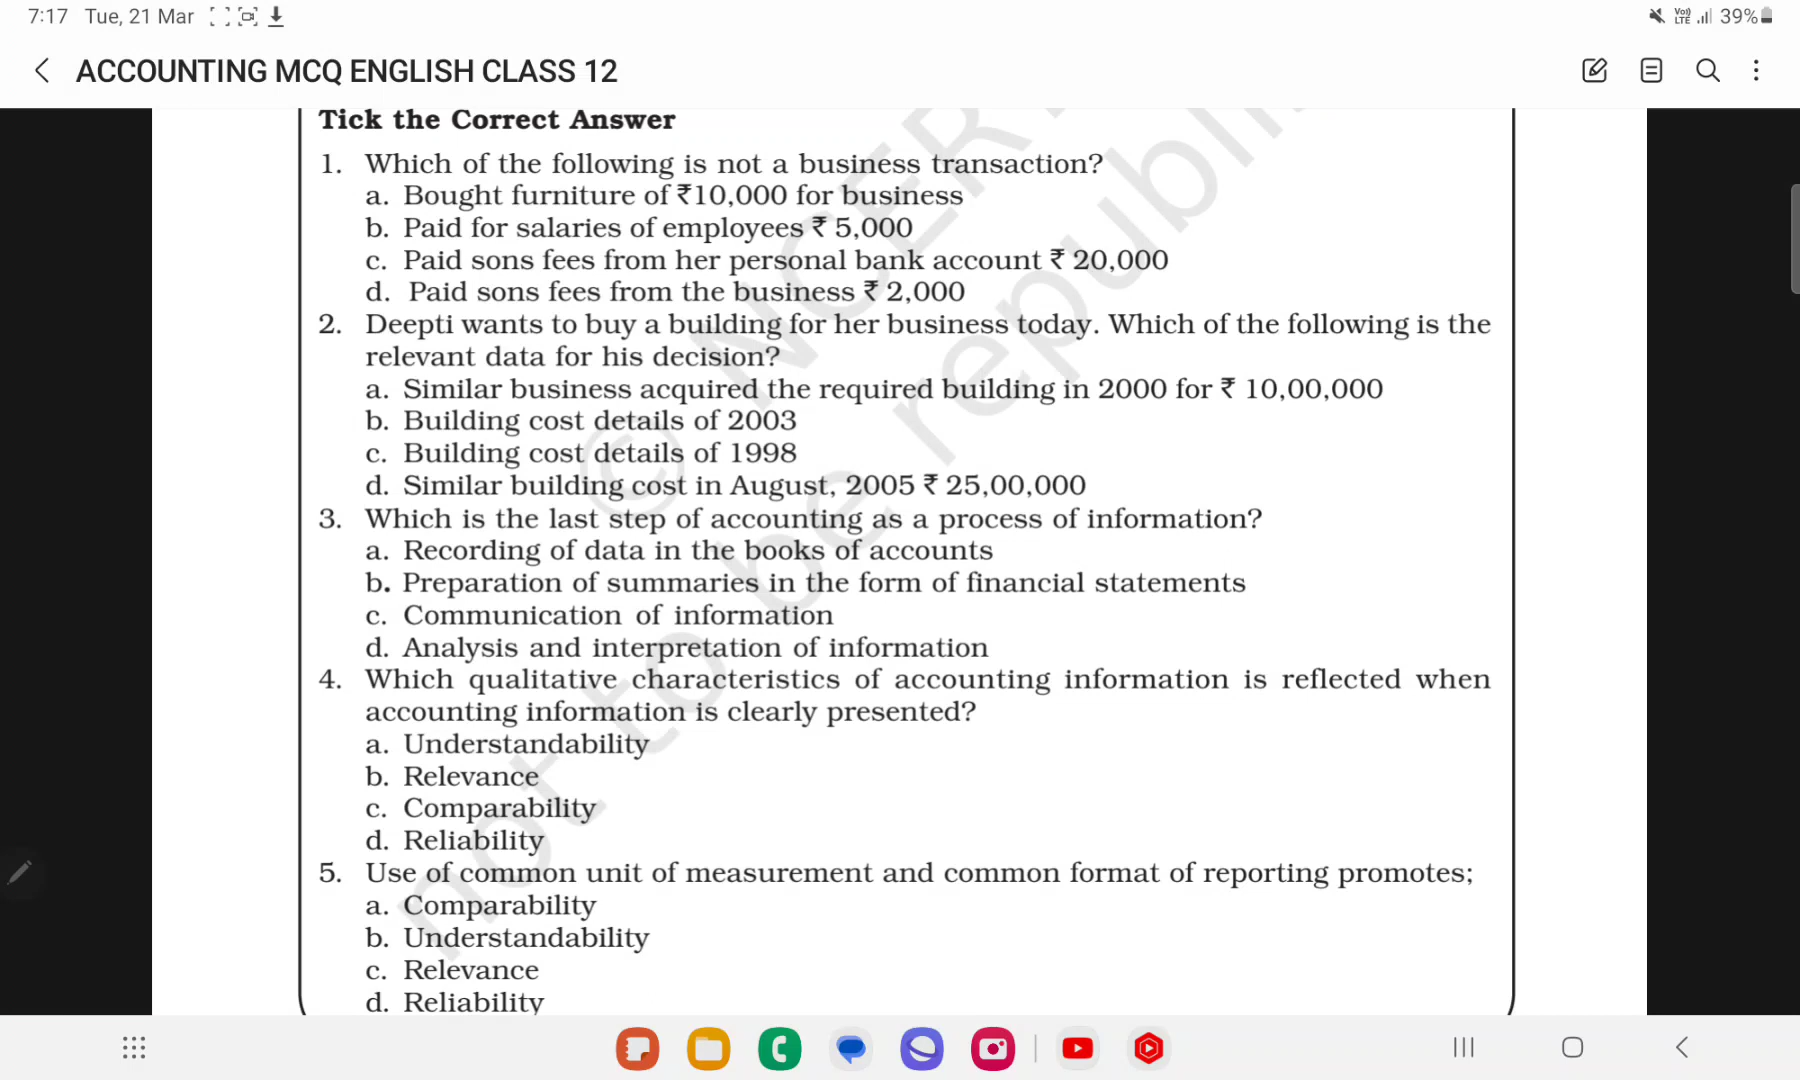 7:17 Tue, 21 Mar
Vo) LTE 39%
ACCOUNTING MCQ ENGLISH CLASS 12
Tick the Correct Answer
1. Which of the following is not a business transaction?
a. Bought furniture of ₹10,000 for business
b. Paid for salaries of employees ₹ 5,000
c. Paid sons fees from her personal bank account ₹ 20,000
d. Paid sons fees from the business ₹ 2,000
2. Deepti wants to buy a building for her business today. Which of the following is the
relevant data for his decision?
a. Similar business acquired the required building in 2000 for ₹ 10,00,000
b. Building cost details of 2003
c. Building cost details of 1998
d. Similar building cost in August, 2005 ₹ 25,00,000
3. Which is the last step of accounting as a process of information?
a. Recording of data in the books of accounts
b. Preparation of summaries in the form of financial statements
c. Communication of information
d. Analysis and interpretation of information
4. Which qualitative characteristics of accounting information is reflected when
accounting information is clearly presented?
a. Understandability
b. Relevance
c. Comparability
d. Reliability
5. Use of common unit of measurement and common format of reporting promotes;
a. Comparability
b. Understandability
c. Relevance
d. Reliability
© NCERT
not to be republi